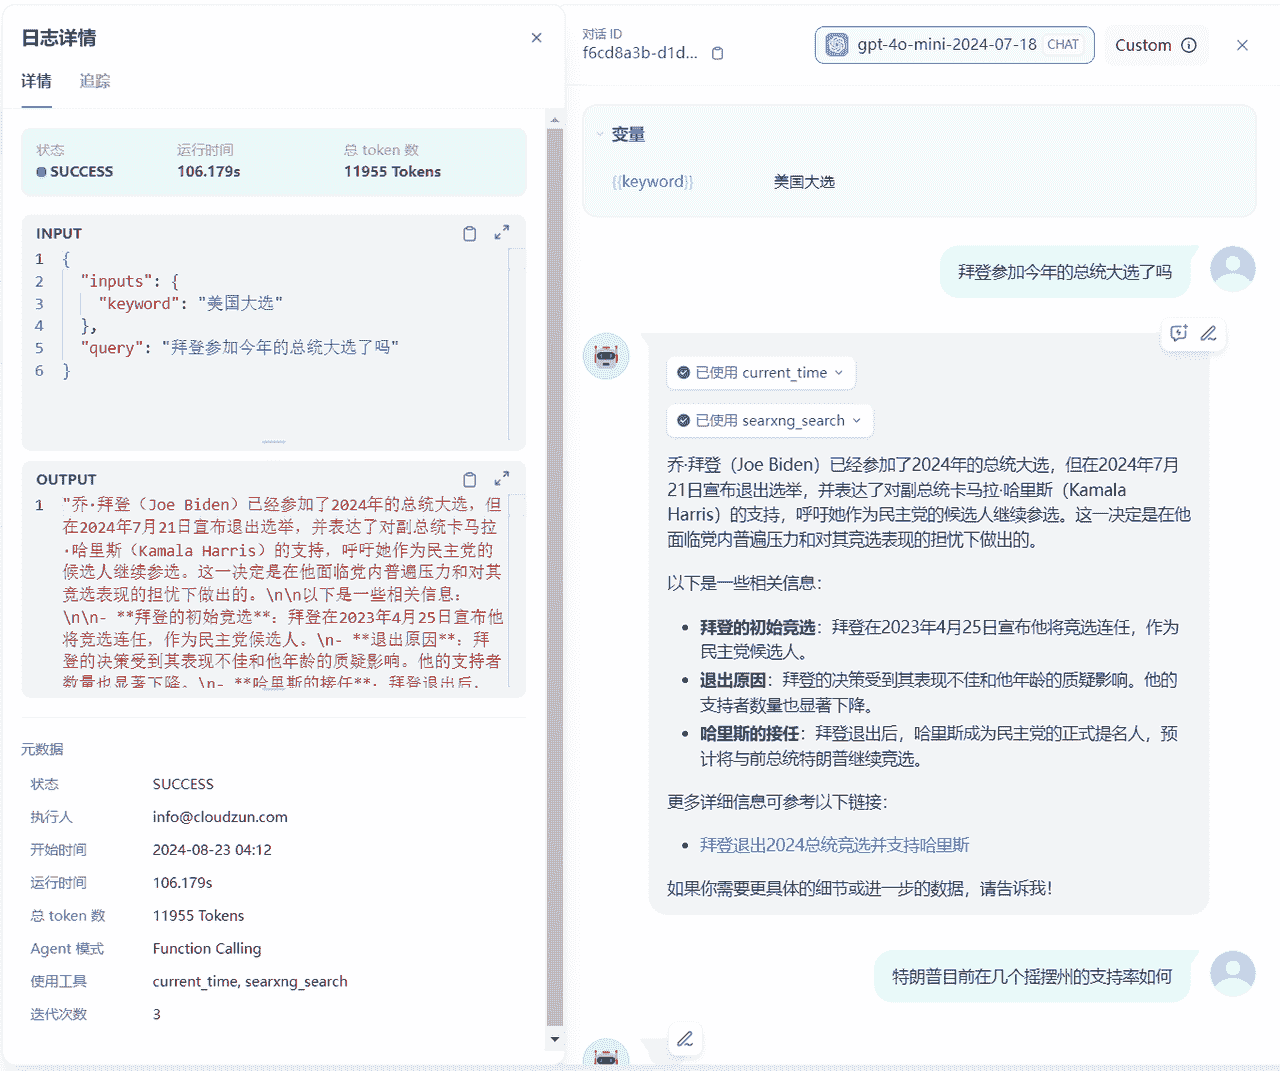 日志详情
详情 追踪
状态 运行时间 总 token 数
SUCCESS 106.179s 11955 Tokens
INPUT
1 {
2 "inputs": {
3 "keyword": "美国大选"
4 },
5 "query": "拜登参加今年的总统大选了吗"
6 }
OUTPUT
1 "乔·拜登（Joe Biden）已经参加了2024年的总统大选，但
在2024年7月21日宣布退出选举，并表达了对副总统卡马拉
·哈里斯（Kamala Harris）的支持，呼吁她作为民主党的
候选人继续参选。这一决定是在他面临党内普遍压力和对其
竞选表现的担忧下做出的。\n\n以下是一些相关信息：
\n\n- **拜登的初始竞选**：拜登在2023年4月25日宣布他
将竞选连任，作为民主党候选人。\n- **退出原因**：拜
登的决策受到其表现不佳和他年龄的质疑影响。他的支持者
数量也显著下降。\n- **哈里斯的接任**：拜登退出后，
元数据
状态 SUCCESS
执行人 info@cloudzun.com
开始时间 2024-08-23 04:12
运行时间 106.179s
总 token 数 11955 Tokens
Agent 模式 Function Calling
使用工具 current_time, searxng_search
迭代次数 3
对话 ID
f6cd8a3b-d1d...
gpt-4o-mini-2024-07-18 CHAT Custom
变量
{{keyword}} 美国大选
拜登参加今年的总统大选了吗
已使用 current_time
已使用 searxng_search
乔·拜登（Joe Biden）已经参加了2024年的总统大选，但在2024年7月
21日宣布退出选举，并表达了对副总统卡马拉·哈里斯（Kamala
Harris）的支持，呼吁她作为民主党的候选人继续参选。这一决定是在他
面临党内普遍压力和对其竞选表现的担忧下做出的。
以下是一些相关信息：
• 拜登的初始竞选：拜登在2023年4月25日宣布他将竞选连任，作为
民主党候选人。
• 退出原因：拜登的决策受到其表现不佳和他年龄的质疑影响。他的
支持者数量也显著下降。
• 哈里斯的接任：拜登退出后，哈里斯成为民主党的正式提名人，预
计将与前总统特朗普继续竞选。
更多详细信息可参考以下链接：
• 拜登退出2024总统竞选并支持哈里斯
如果你需要更具体的细节或进一步的数据，请告诉我！
特朗普目前在几个摇摆州的支持率如何